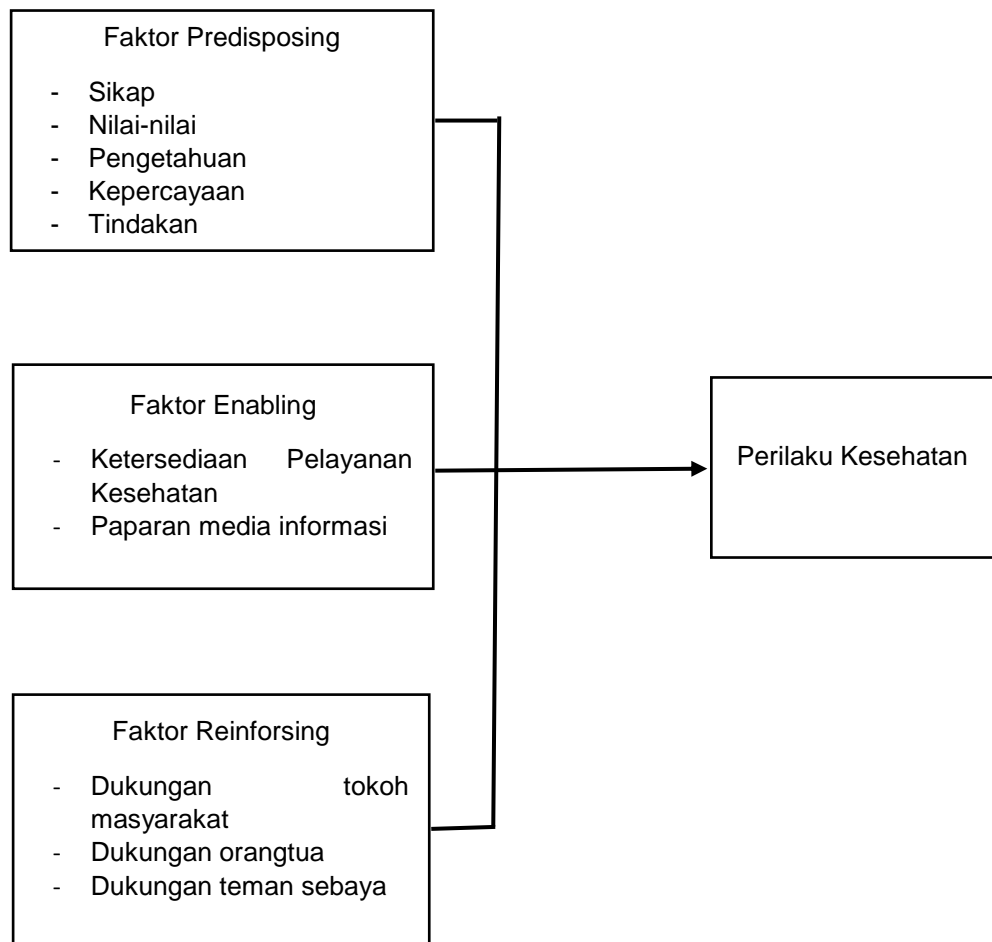 Faktor Predisposing
- Sikap
- Nilai-nilai
- Pengetahuan
- Kepercayaan
- Tindakan
Faktor Enabling
- Ketersediaan Pelayanan
Kesehatan
- Paparan media informasi
Perilaku Kesehatan
Faktor Reinforsing
- Dukungan tokoh
masyarakat
- Dukungan orangtua
- Dukungan teman sebaya